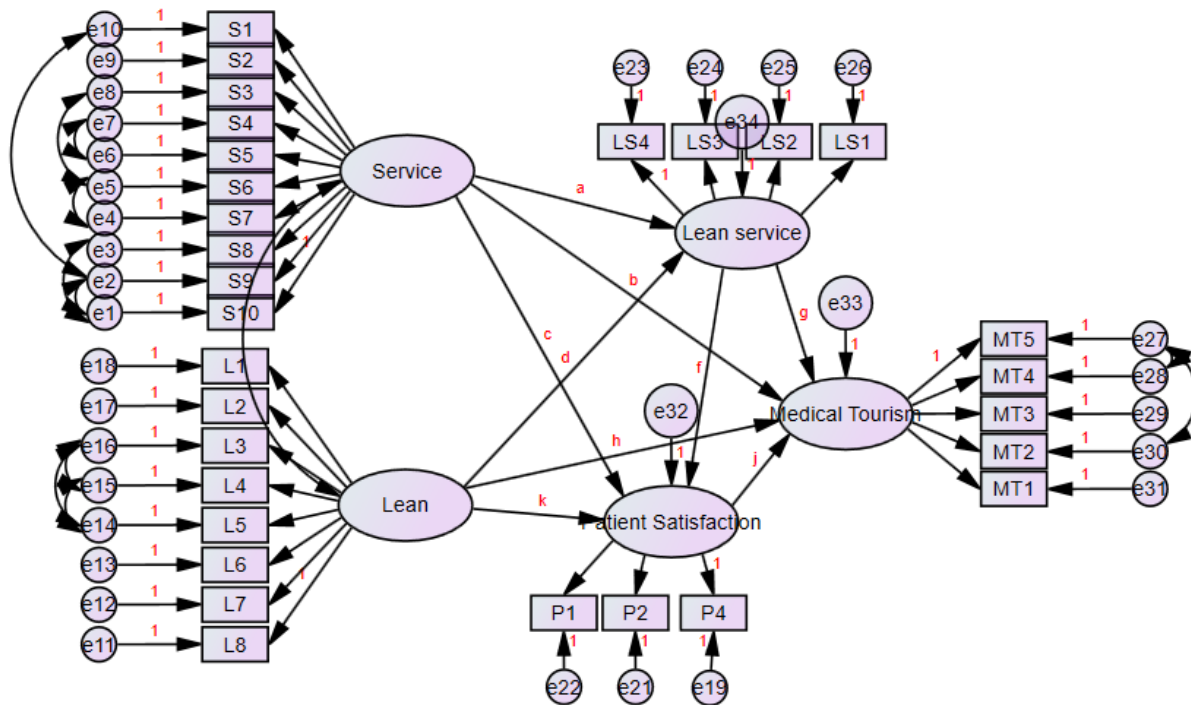 e10 1 S1
e9 1 S2
e8 1 S3
e7 1 S4
e6 1 S5
e5 1 S6
e4 1 S7
e3 1 S8
e2 1 S9
e1 1 S10
1
Service
e18 1 L1
e17 1 L2
e16 1 L3
e15 1 L4
e14 1 L5
e13 1 L6
e12 1 L7
e11 1 L8
1
Lean
a
b
c
d
e23 e24 e25 e26
1 1 1 1
e34
LS4 LS3 LS2 LS1
1 1
Lean service
g
f
e33
1
h
k
j
e32
1
Medical Tourism
Patient Satisfaction
1
P1 P2 P4
1 1 1
e22 e21 e19
1 MT5 1 e27
MT4 1 e28
MT3 1 e29
MT2 1 e30
MT1 1 e31